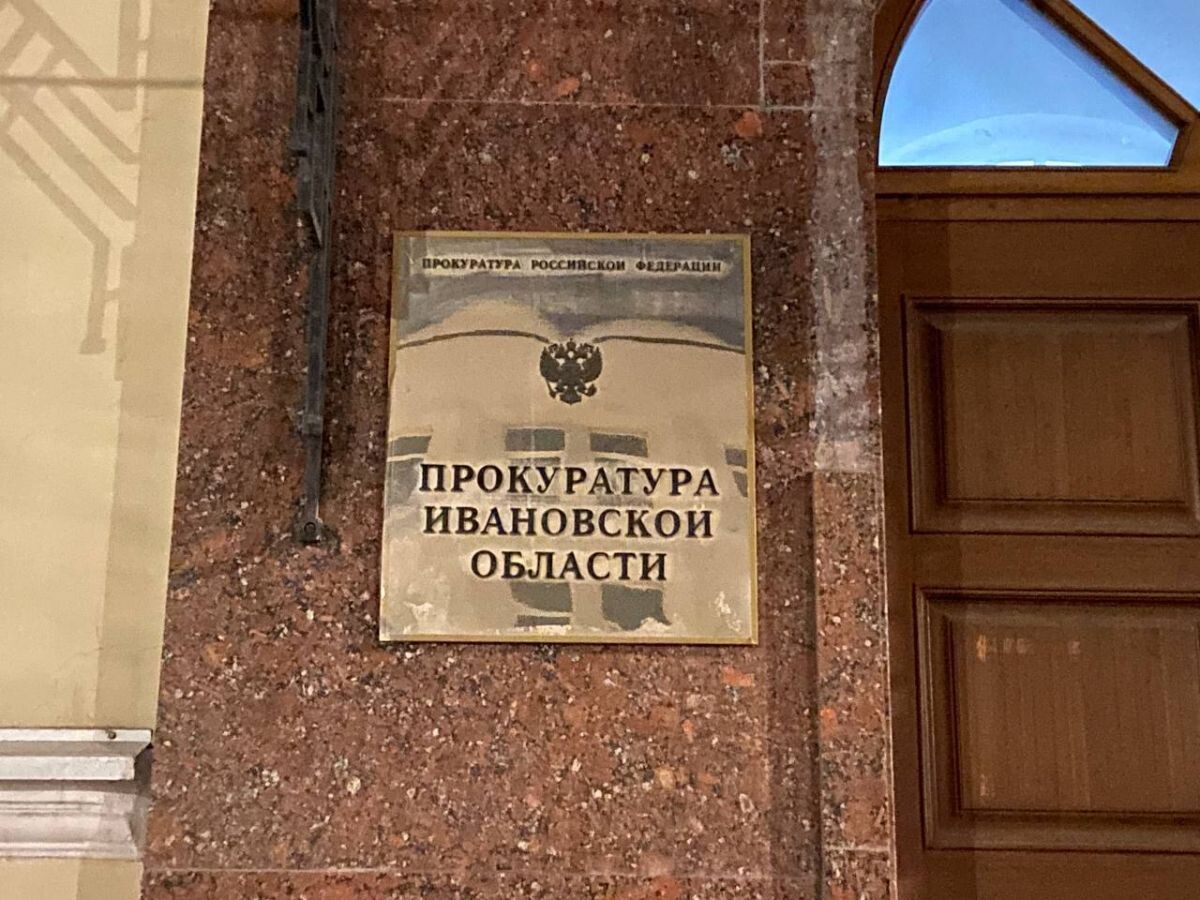 ПРОКУРАТУРА РОССИЙСКОЙ ФЕДЕРАЦИИ
ПРОКУРАТУРА
ИВАНОВСКОЙ
ОБЛАСТИ